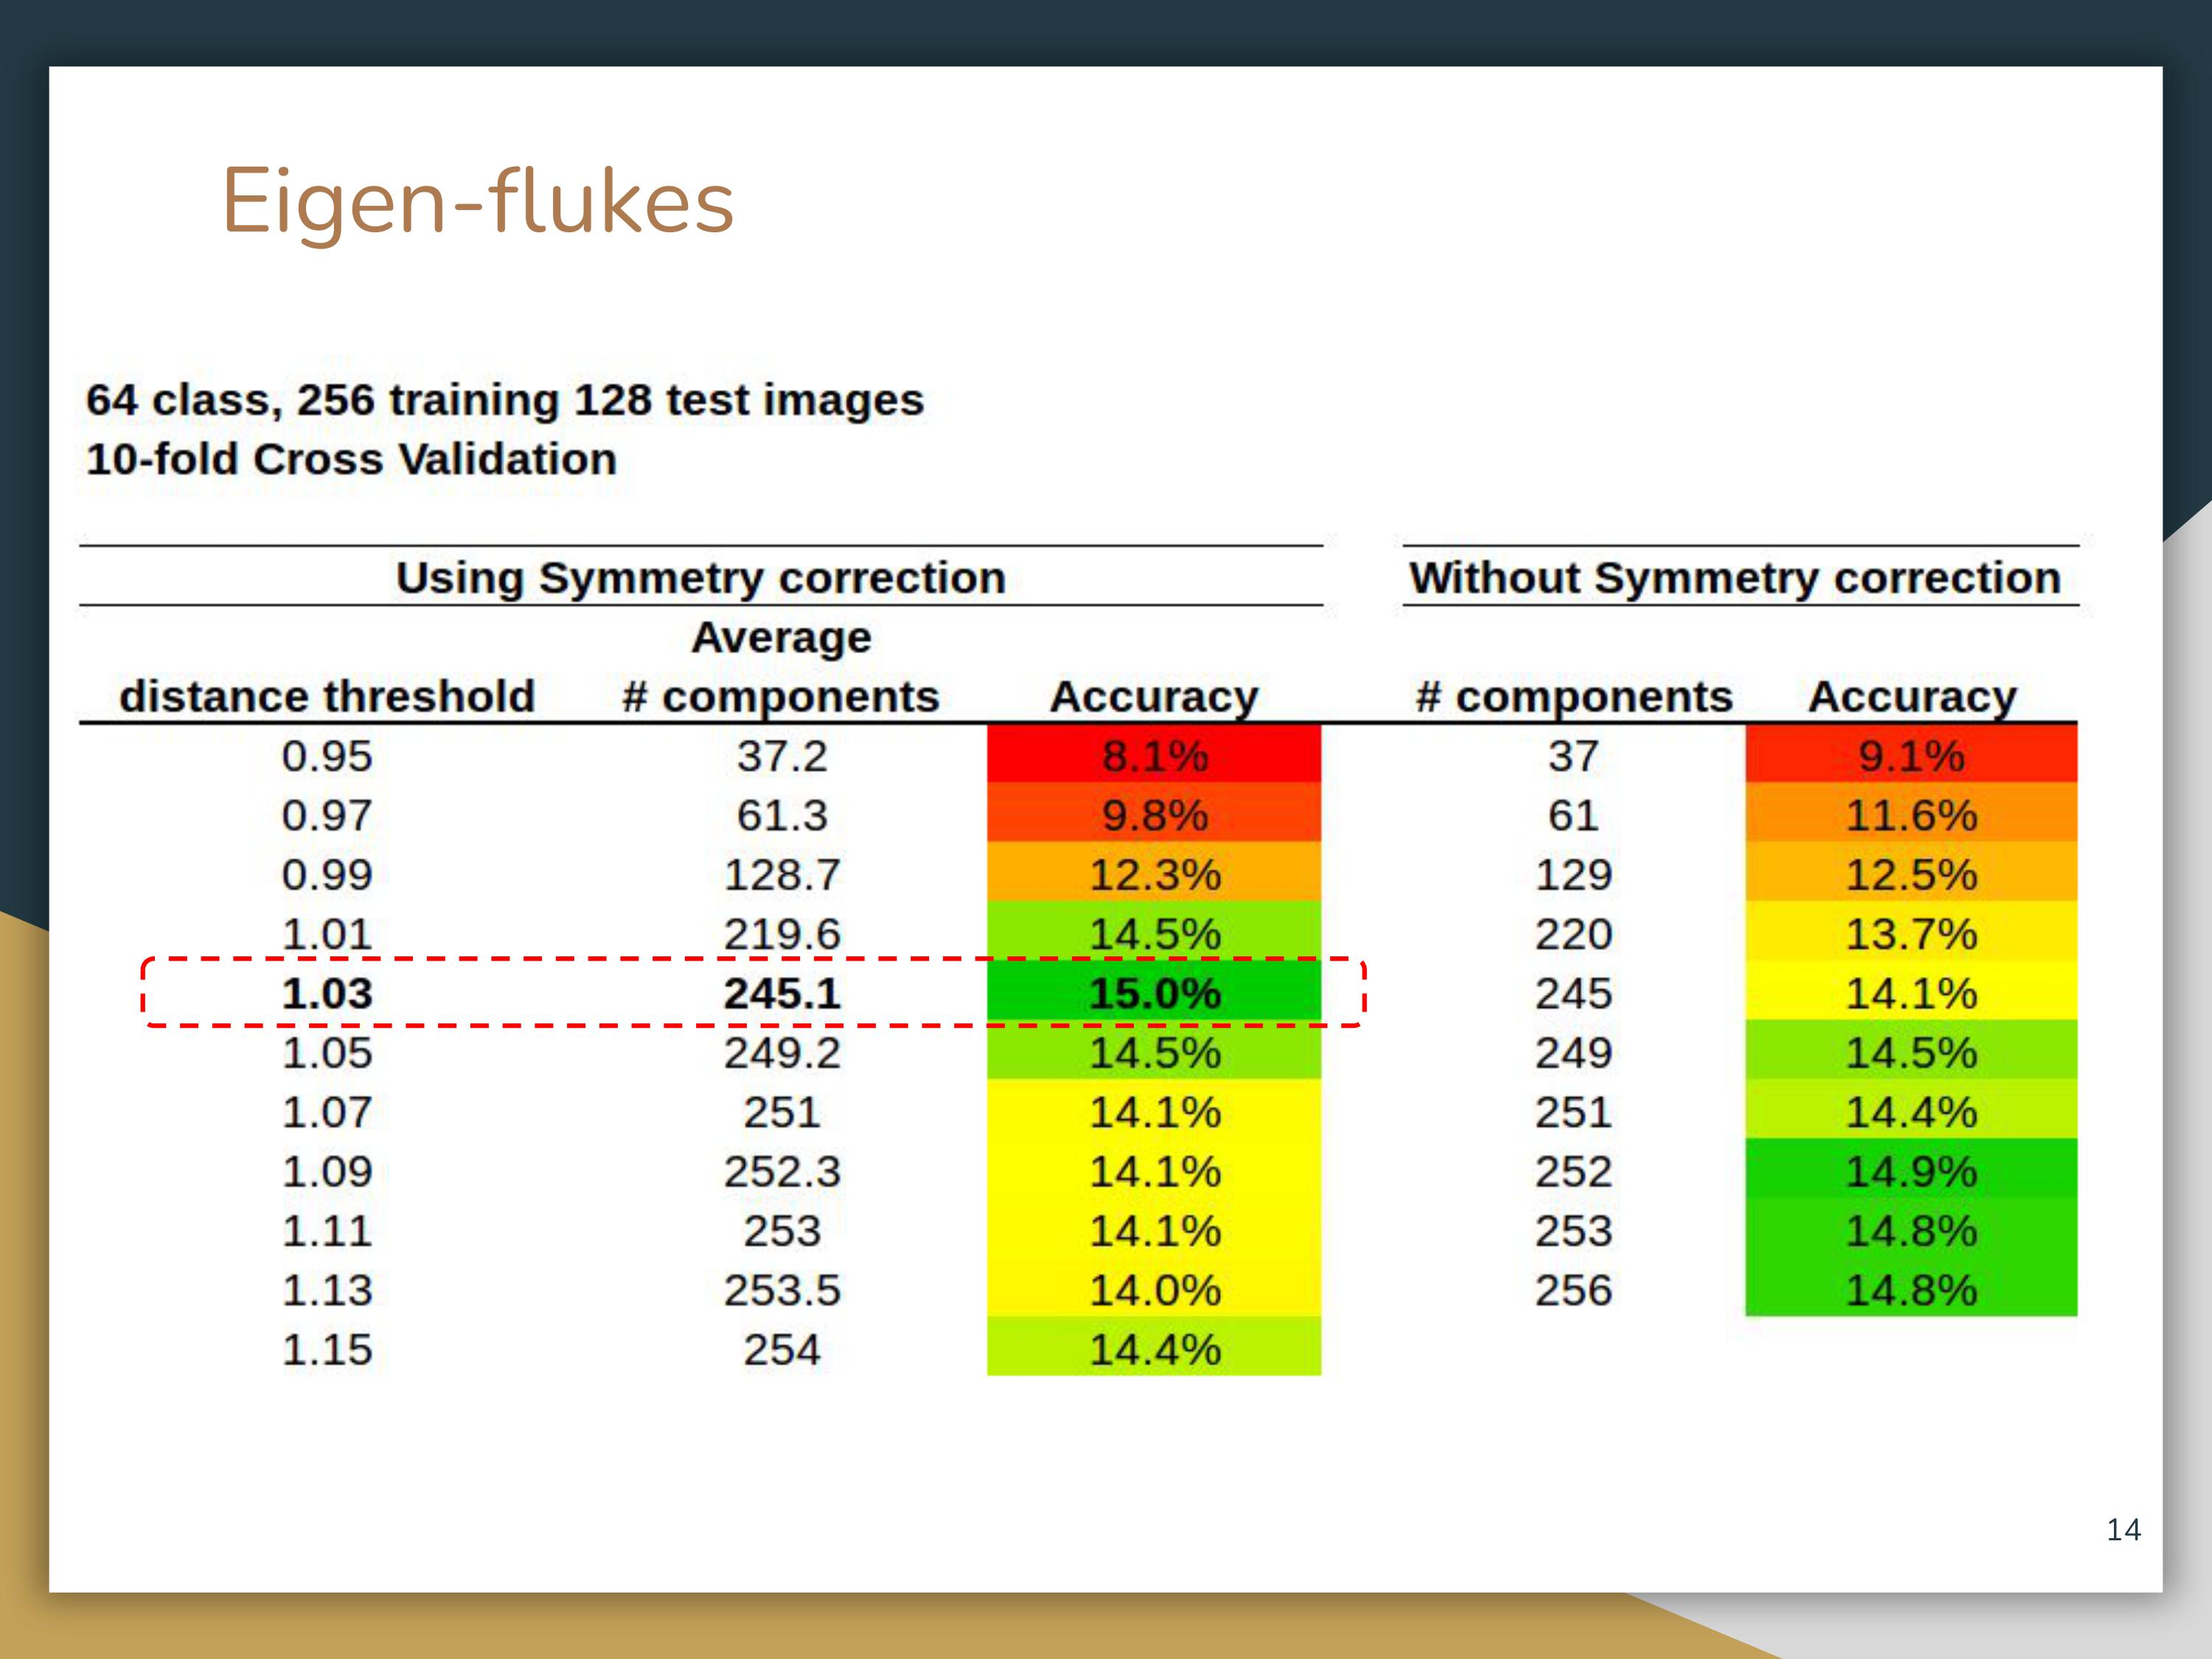 Eigen-flukes
64 class, 256 training 128 test images
10-fold Cross Validation
Using Symmetry correction Without Symmetry correction
Average
distance threshold # components Accuracy # components Accuracy
0.95 37.2 8.1% 37 9.1%
0.97 61.3 9.8% 61 11.6%
0.99 128.7 12.3% 129 12.5%
1.01 219.6 14.5% 220 13.7%
1.03 245.1 15.0% 245 14.1%
1.05 249.2 14.5% 249 14.5%
1.07 251 14.1% 251 14.4%
1.09 252.3 14.1% 252 14.9%
1.11 253 14.1% 253 14.8%
1.13 253.5 14.0% 256 14.8%
1.15 254 14.4%
14